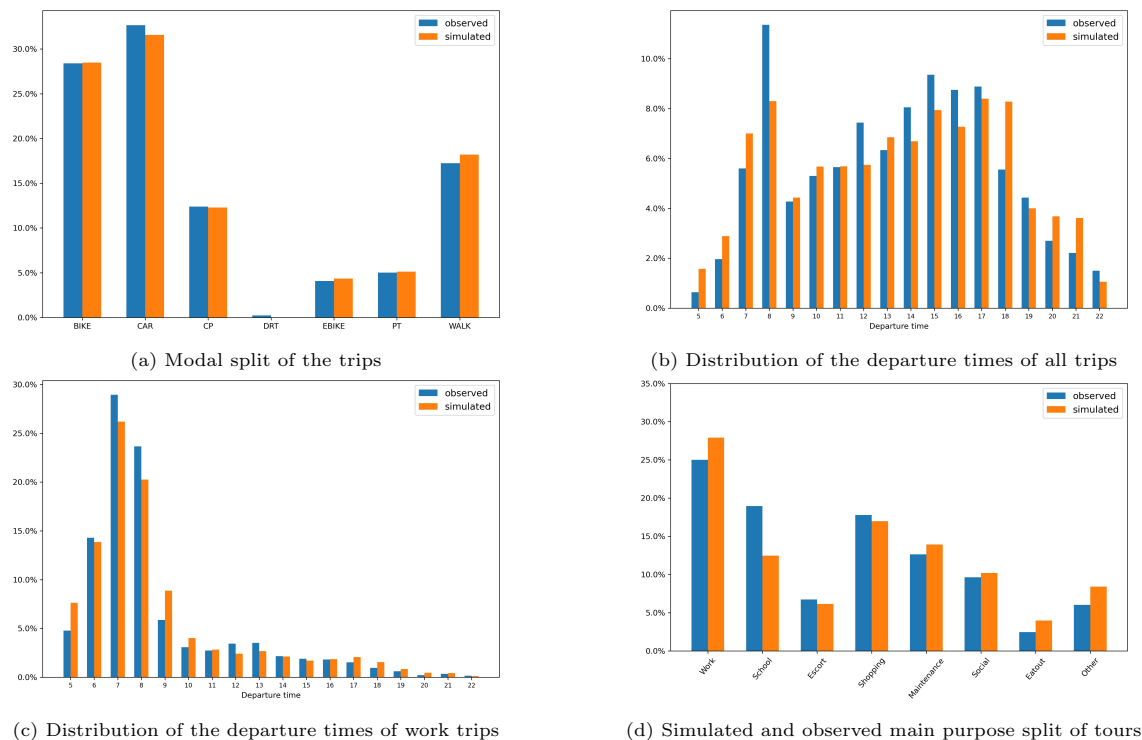 30.0%
25.0%
20.0%
15.0%
10.0%
5.0%
0.0%
BIKE CAR CP DRT EBIKE PT WALK
observed
simulated
(a) Modal split of the trips
10.0%
8.0%
6.0%
4.0%
2.0%
0.0%
5 6 7 8 9 10 11 12 13 14 15 16 17 18 19 20 21 22
Departure time
observed
simulated
(b) Distribution of the departure times of all trips
30.0%
25.0%
20.0%
15.0%
10.0%
5.0%
0.0%
5 6 7 8 9 10 11 12 13 14 15 16 17 18 19 20 21 22
Departure time
observed
simulated
(c) Distribution of the departure times of work trips
35.0%
30.0%
25.0%
20.0%
15.0%
10.0%
5.0%
0.0%
Work School Escort Shopping Maintenance Social Eatout Other
observed
simulated
(d) Simulated and observed main purpose split of tours